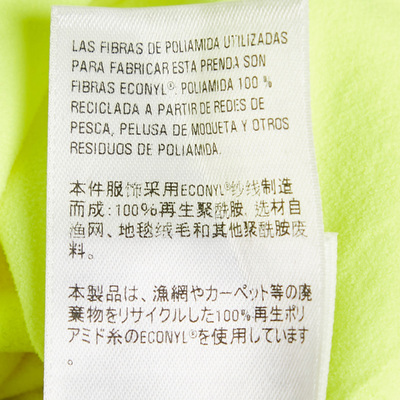 LAS FIBRAS DE POLIAMIDA UTILIZADAS
PARA FABRICAR ESTA PRENDA SON
FIBRAS ECONYL®: POLIAMIDA 100 %
RECICLADA A PARTIR DE REDES DE
PESCA, PELUSA DE MOQUETA Y OTROS
RESIDUOS DE POLIAMIDA.
本件服飾采用ECONYL®纱线制造
而成:100%再生聚酰胺. 选材自
渔网、地毯绒毛和其他聚酰胺废
料。
本製品は、漁網やカーペット等の廃
棄物をリサイクルした100%再生ポリ
アミド糸のECONYL®を使用しています
。